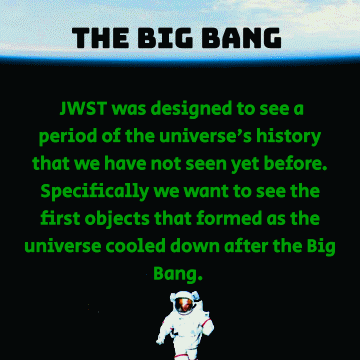 THE BIG BANG
JWST was designed to see a
period of the universe's history
that we have not seen yet before.
Specifically we want to see the
first objects that formed as the
universe cooled down after the Big
Bang.